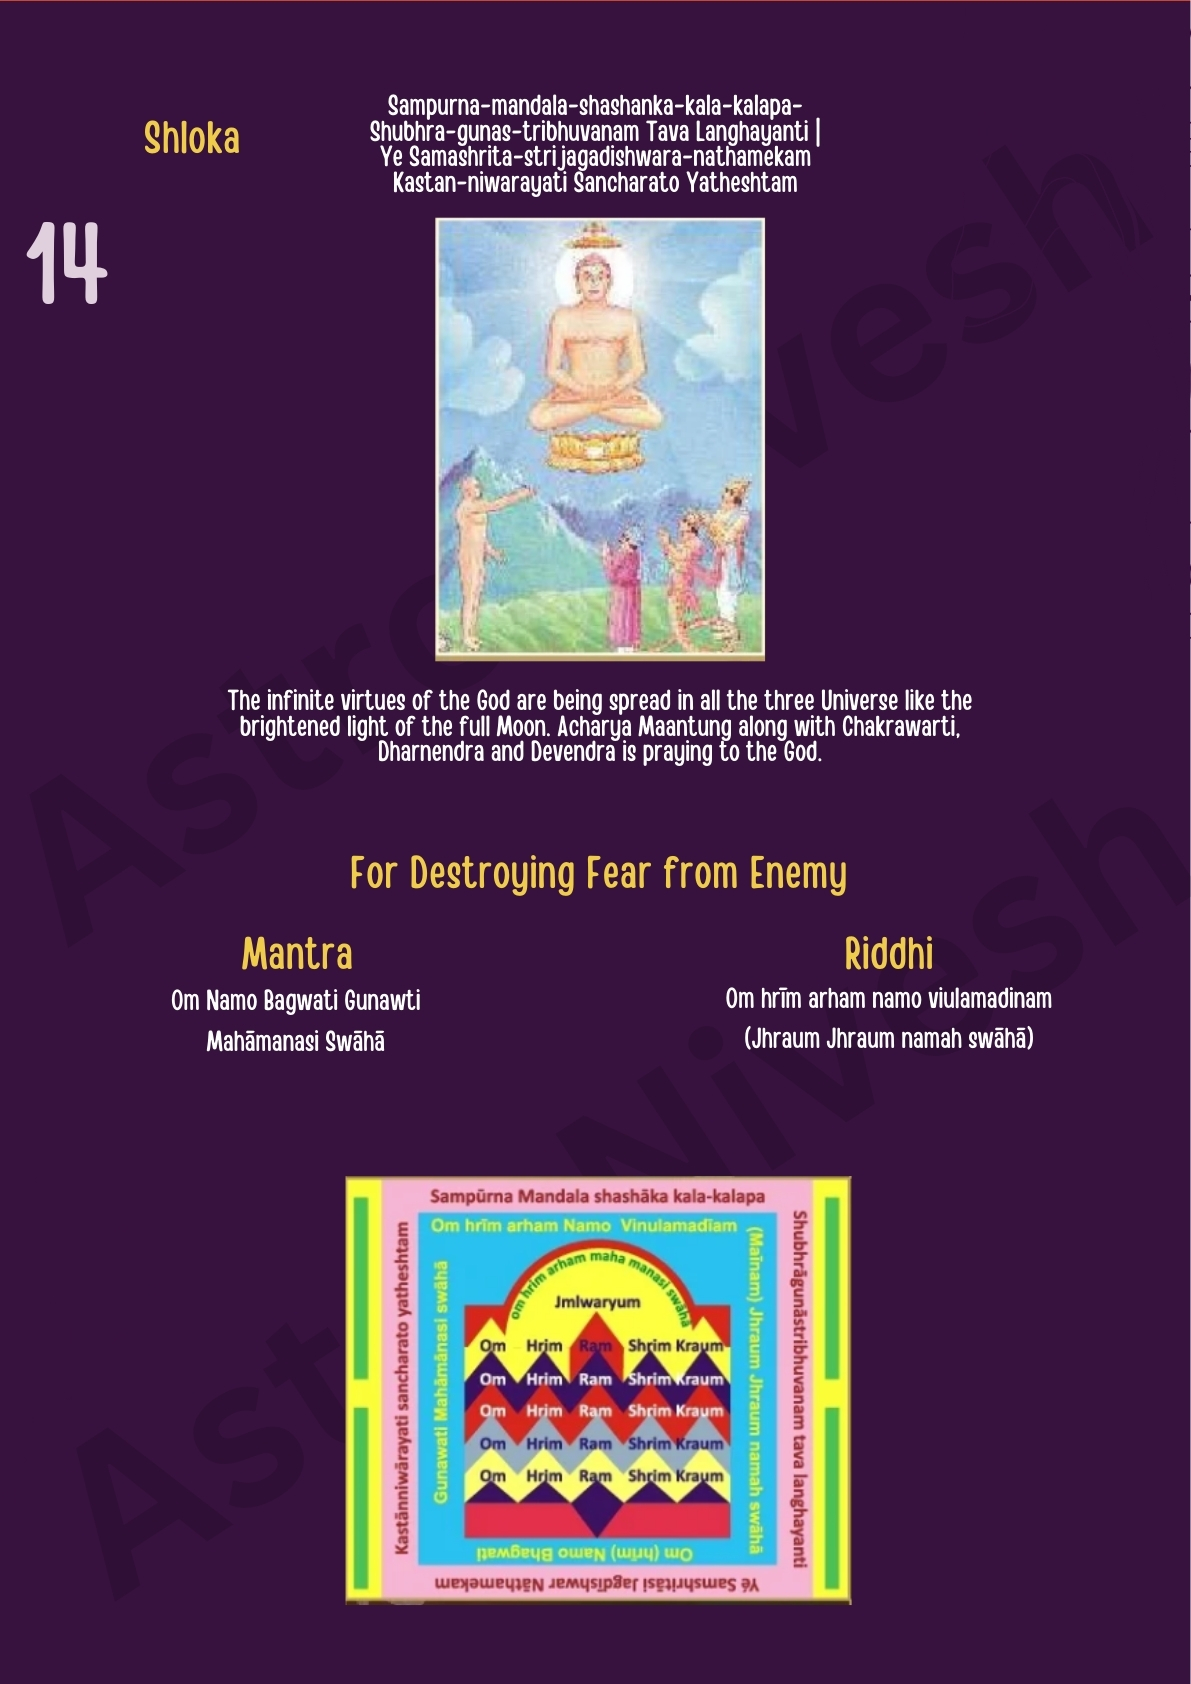 Shloka
14
Sampurna-mandala-shashanka-kala-kalapa-
Shubhra-gunas-tribhuvanam Tava Langhayanti |
Ye Samashrita-stri jagadishwara-nathamekam
Kastan-niwarayati Sancharato Yatheshtam
The infinite virtues of the God are being spread in all the three Universe like the
brightened light of the full Moon. Acharya Maantung along with Chakrawarti,
Dharnendra and Devendra is praying to the God.
For Destroying Fear from Enemy
Mantra
Om Namo Bagwati Gunawti
Mahāmanasi Swāhā
Riddhi
Om hrīm arham namo viulamadinam
(Jhraum Jhraum namah swāhā)
Sampūrna Mandala shashāka kala-kalapa
Shubhrāgunāstribhuvanam tava langhayanti
Yé Samshritāsi Jagdīshwar Nāthamekam
Kastānniwārayati sancharato yatheshtam
Om hrīm arham Namo Vinulamadīam
(Maīnam) Jhraum Jhraum namah swāhā
Om (hrīm) Namo Bhagwati
Gunawati Mahāmānasi swāhā
om hrim arham maha manasi swāhā
Jmlwaryum
Om Hrim Ram Shrim Kraum
Om Hrim Ram Shrim Kraum
Om Hrim Ram Shrim Kraum
Om Hrim Ram Shrim Kraum
Om Hrim Ram Shrim Kraum
Astro Nivesh
Astro Nivesh